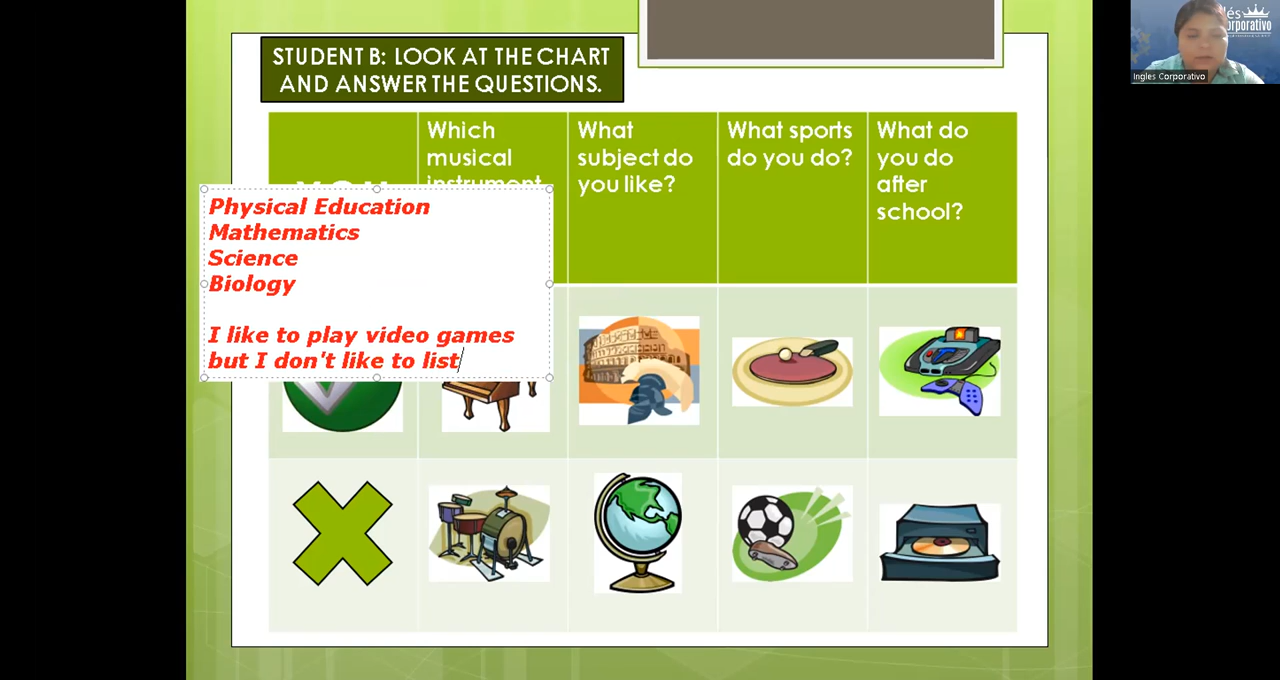 STUDENT B: LOOK AT THE CHART
AND ANSWER THE QUESTIONS.
Which
musical
instrument
What
subject do
you like?
What sports
do you do?
What do
you do
after
school?
Physical Education
Mathematics
Science
Biology
I like to play video games
but I don't like to list
Ingles Corporativo